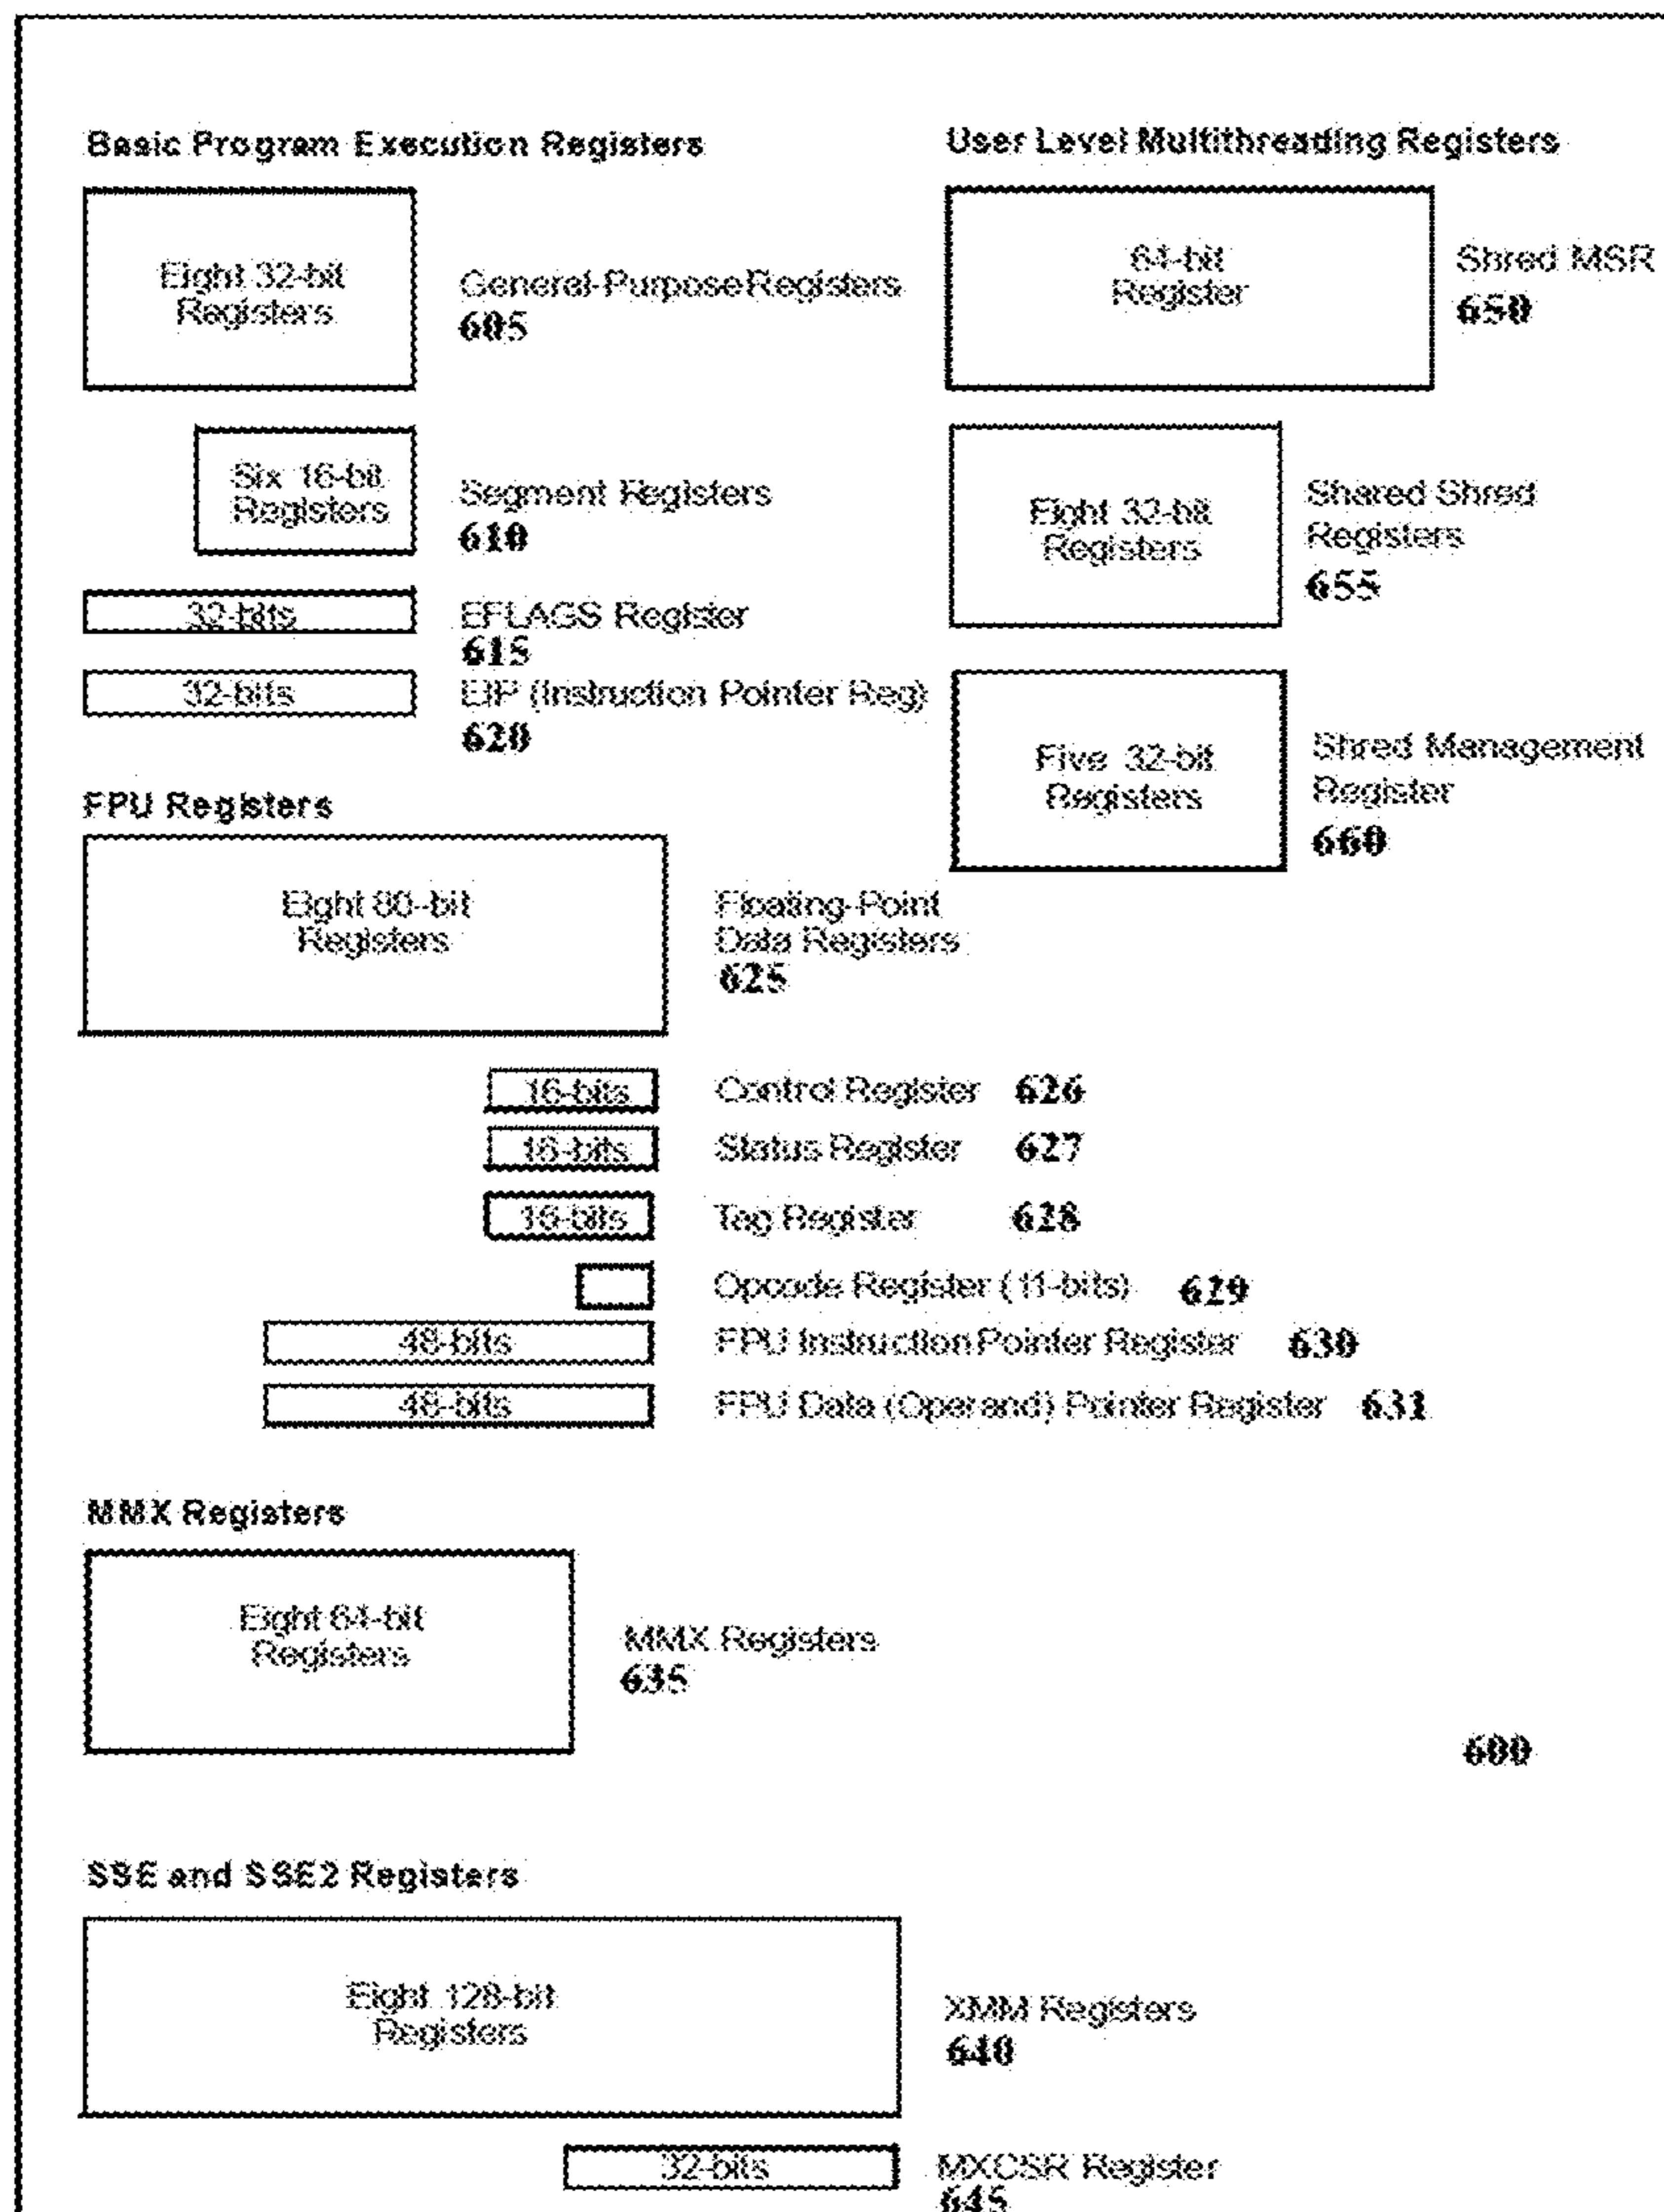 Basic Program Execution Registers
Eight 32-bit
Registers
General-Purpose Registers
605
Six 16-bit
Registers
Segment Registers
610
32-bits
EFLAGS Register
615
32-bits
EIP (Instruction Pointer Reg)
620
User Level Multithreading Registers
64-bit
Register
Shred MSR
650
Eight 32-bit
Registers
Shared Shred
Registers
655
Five 32-bit
Registers
Shred Management
Register
660
FPU Registers
Eight 80-bit
Registers
Floating-Point
Data Registers
625
16-bits Control Register 626
16-bits Status Register 627
16-bits Tag Register 628
Opcode Register (11-bits) 629
48-bits FPU Instruction Pointer Register 630
48-bits FPU Data (Operand) Pointer Register 631
MMX Registers
Eight 64-bit
Registers
MMX Registers
635
600
SSE and SSE2 Registers
Eight 128-bit
Registers
XMM Registers
640
32-bits MXCSR Register
645